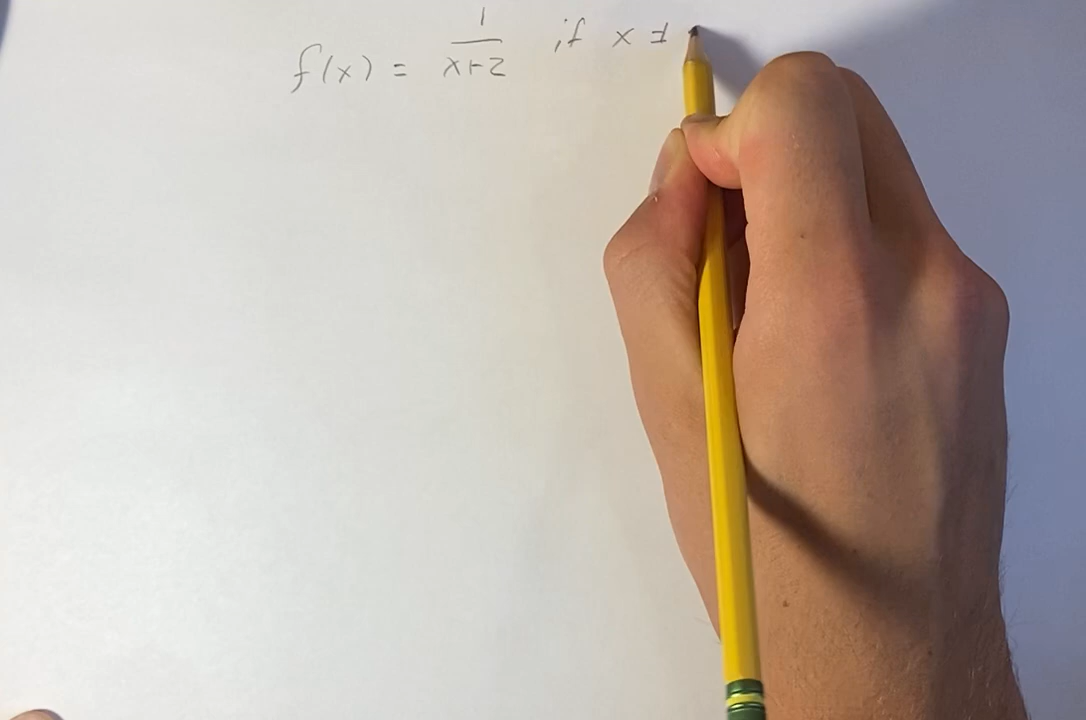 f(x) = 1/(x+2) if x ≠